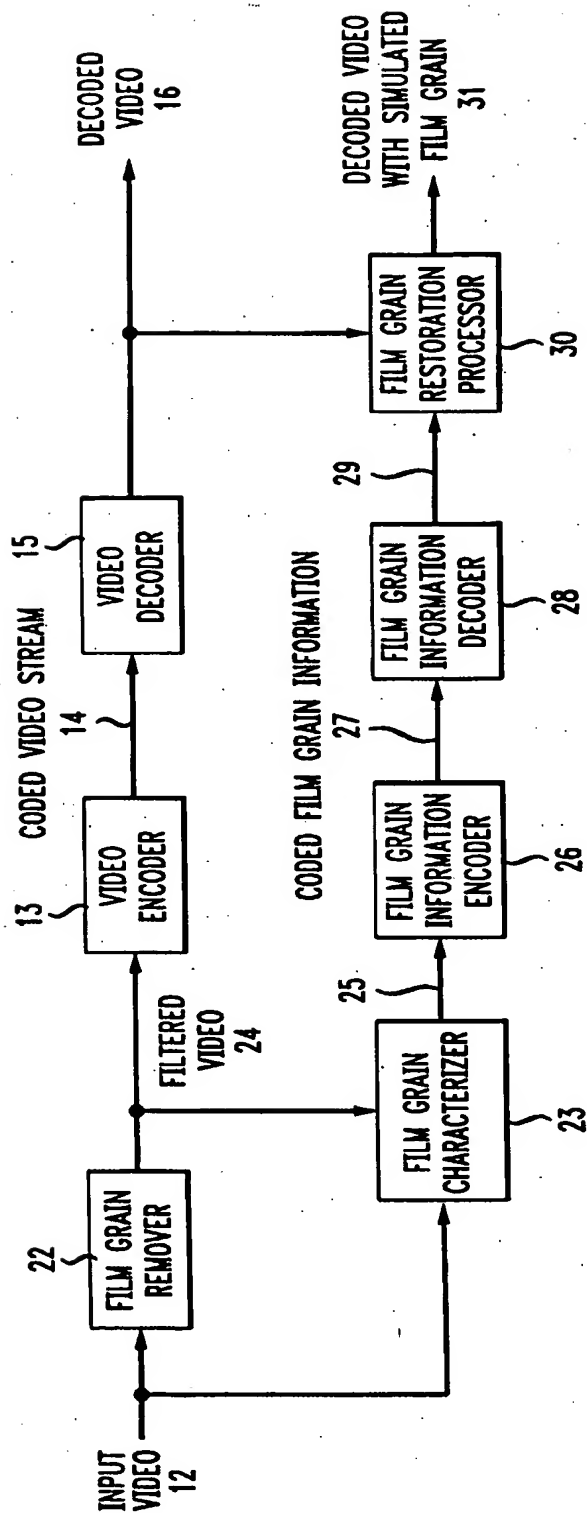 INPUT
VIDEO
12
22
FILM GRAIN
REMOVER
FILTERED
VIDEO
24
13
VIDEO
ENCODER
CODED VIDEO STREAM
14
15
VIDEO
DECODER
DECODED
VIDEO
16
FILM GRAIN
CHARACTERIZER
23
25
FILM GRAIN
INFORMATION
ENCODER
26
CODED FILM GRAIN INFORMATION
27
FILM GRAIN
INFORMATION
DECODER
28
29
FILM GRAIN
RESTORATION
PROCESSOR
30
DECODED VIDEO
WITH SIMULATED
FILM GRAIN
31